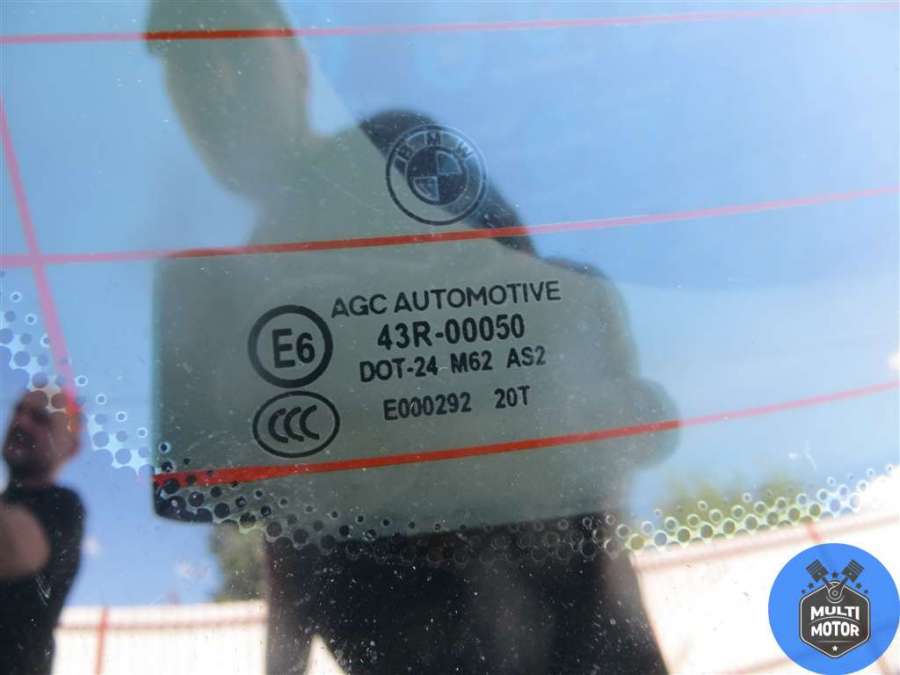 BMW
AGC AUTOMOTIVE
E6
43R-00050
DOT-24 M62 AS2
CCC
E000292 20T
MULTI
MOTOR